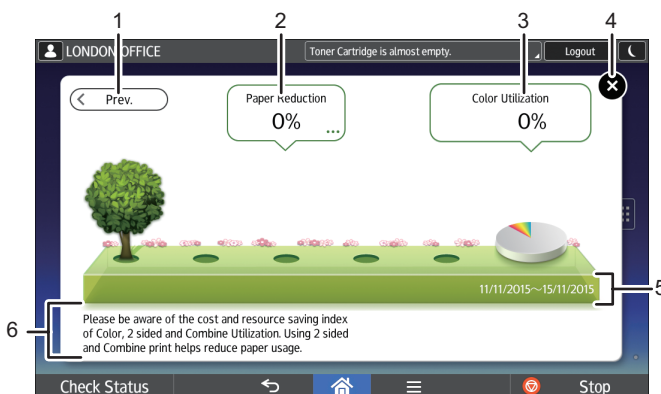 1
2
3
4
LONDON OFFICE
Toner Cartridge is almost empty.
Logout
Prev.
Paper Reduction
0%
...
Color Utilization
0%
11/11/2015～15/11/2015
5
6
Please be aware of the cost and resource saving index
of Color, 2 sided and Combine Utilization. Using 2 sided
and Combine print helps reduce paper usage.
Check Status
Stop